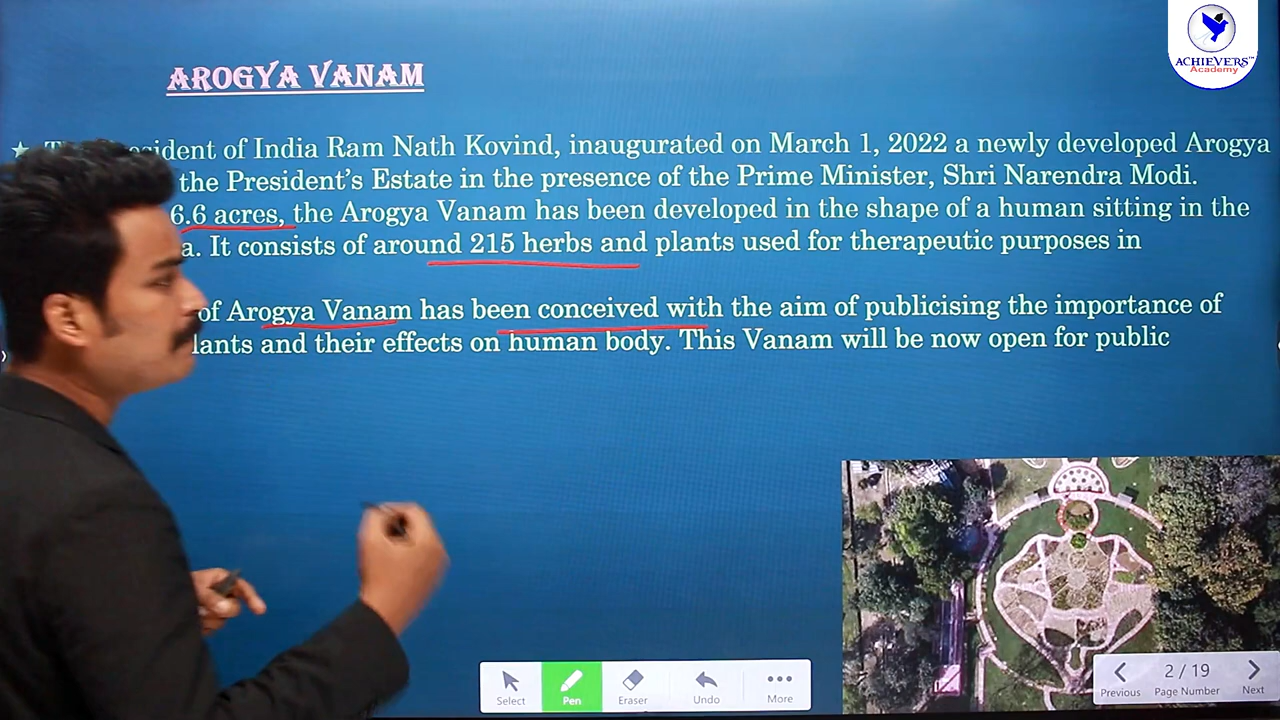 ACHIEVERS™
Academy
AROGYA VANAM
President of India Ram Nath Kovind, inaugurated on March 1, 2022 a newly developed Arogya
the President's Estate in the presence of the Prime Minister, Shri Narendra Modi.
6.6 acres, the Arogya Vanam has been developed in the shape of a human sitting in the
It consists of around 215 herbs and plants used for therapeutic purposes in
of Arogya Vanam has been conceived with the aim of publicising the importance of
and their effects on human body. This Vanam will be now open for public
Select Pen Eraser Undo More
2 / 19
Previous Page Number Next